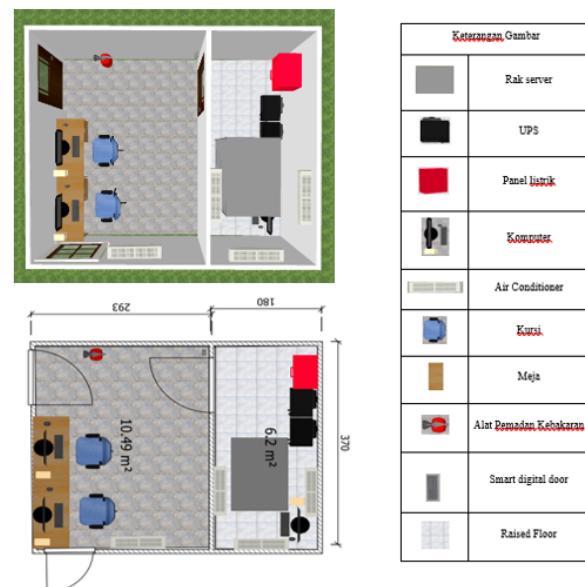 Keterangan Gambar
Rak server
UPS
Panel listrik
Komputer
Air Conditioner
Kursi
Meja
Alat Pemadan Kebakaran
Smart digital door
Raised Floor
293
180
370
10.49 m²
6.2 m²